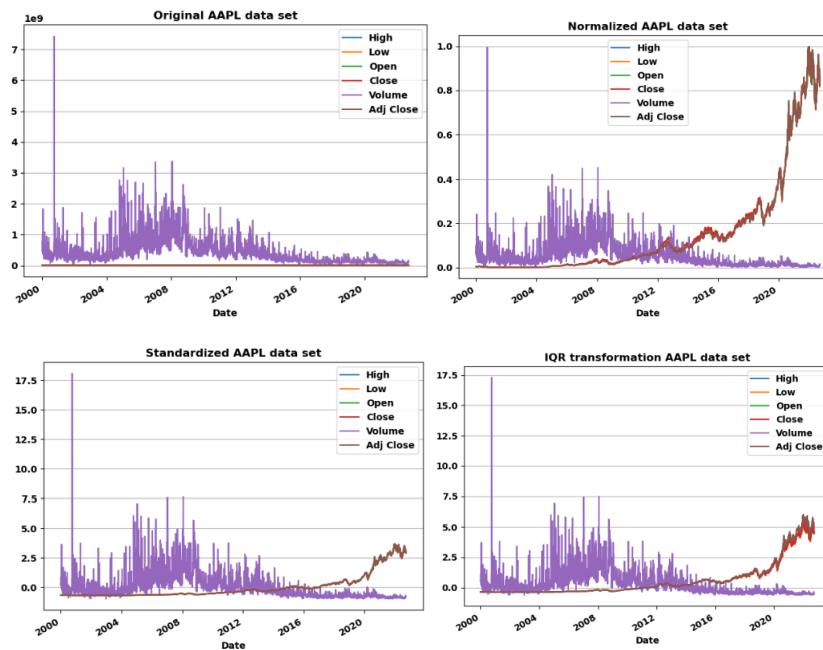 Original AAPL data set
1e9
7
6
5
4
3
2
1
0
High
Low
Open
Close
Volume
Adj Close
2000
2004
2008
2012
2016
2020
Date
Normalized AAPL data set
1.0
0.8
0.6
0.4
0.2
0.0
High
Low
Open
Close
Volume
Adj Close
2000
2004
2008
2012
2016
2020
Date
Standardized AAPL data set
17.5
15.0
12.5
10.0
7.5
5.0
2.5
0.0
High
Low
Open
Close
Volume
Adj Close
2000
2004
2008
2012
2016
2020
Date
IQR transformation AAPL data set
17.5
15.0
12.5
10.0
7.5
5.0
2.5
0.0
High
Low
Open
Close
Volume
Adj Close
2000
2004
2008
2012
2016
2020
Date